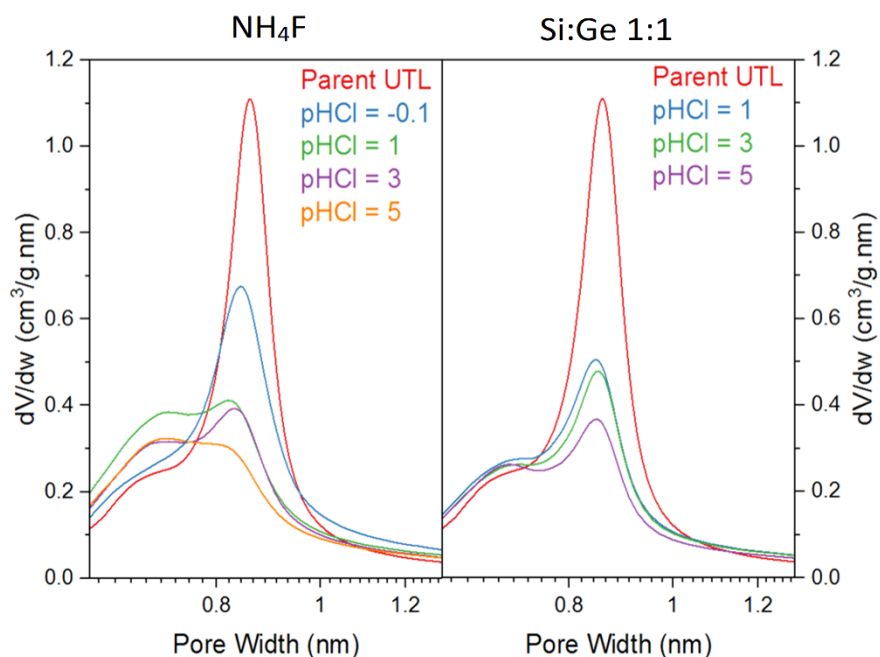 NH₄F
Si:Ge 1:1
1.2
1.0
0.8
0.6
0.4
0.2
0.0
dV/dw (cm³/g.nm)
Parent UTL
pHCl = -0.1
pHCl = 1
pHCl = 3
pHCl = 5
0.8
1
1.2
Pore Width (nm)
Parent UTL
pHCl = 1
pHCl = 3
pHCl = 5
0.8
1
1.2
Pore Width (nm)
1.2
1.0
0.8
0.6
0.4
0.2
0.0
dV/dw (cm³/g.nm)